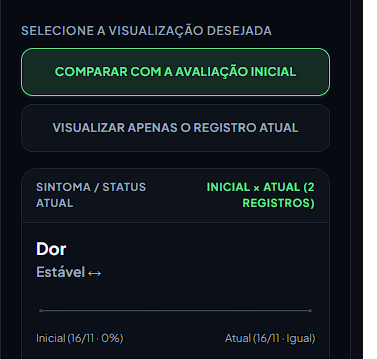 SELECIONE A VISUALIZAÇÃO DESEJADA
COMPARAR COM A AVALIAÇÃO INICIAL
VISUALIZAR APENAS O REGISTRO ATUAL
SINTOMA / STATUS ATUAL
INICIAL × ATUAL (2 REGISTROS)
Dor
Estável ↔
Inicial (16/11 · 0%)
Atual (16/11 · Igual)